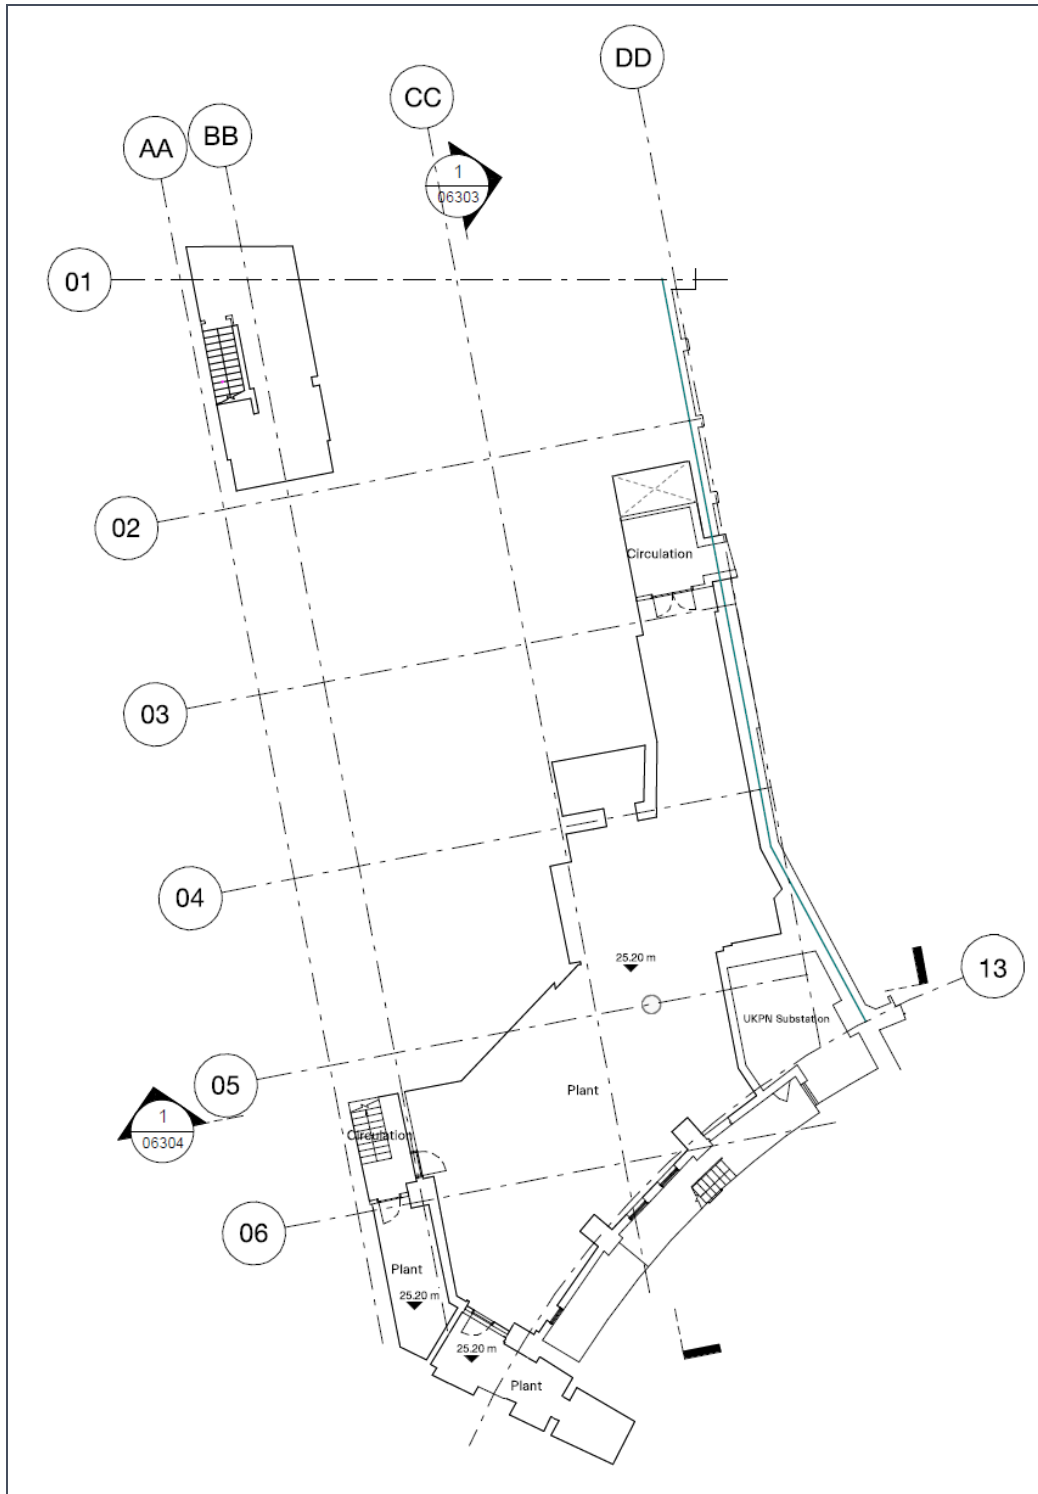 DD
CC
BB
AA
1
06303
01
02
Circulation
03
04
25.20 m
13
UKPN Substation
05
Plant
1
06304
Circulation
06
Plant
25.20 m
25.20 m
Plant